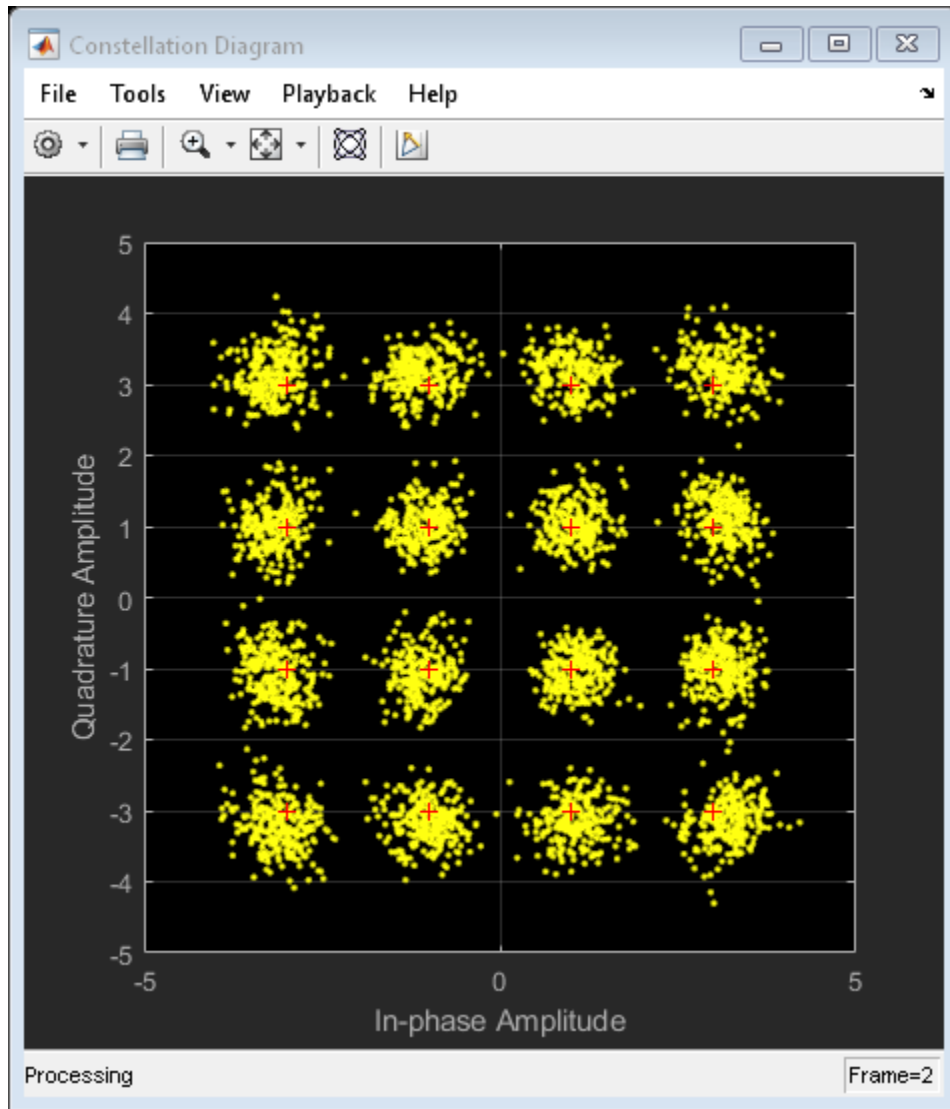 Constellation Diagram
File Tools View Playback Help
5
4
3
2
1
0
-1
-2
-3
-4
-5
Quadrature Amplitude
-5 0 5
In-phase Amplitude
Processing Frame=2